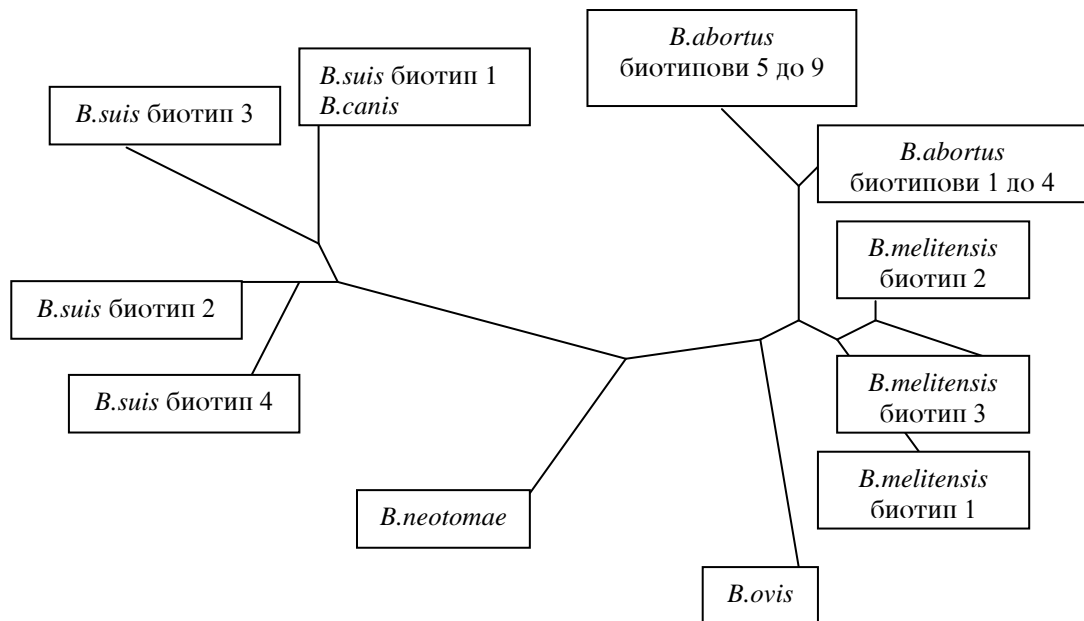 B.abortus
биотипови 5 до 9
B.suis биотип 1
B.canis
B.suis биотип 3
B.abortus
биотипови 1 до 4
B.melitensis
биотип 2
B.suis биотип 2
B.suis биотип 4
B.melitensis
биотип 3
B.melitensis
биотип 1
B.neotomae
B.ovis